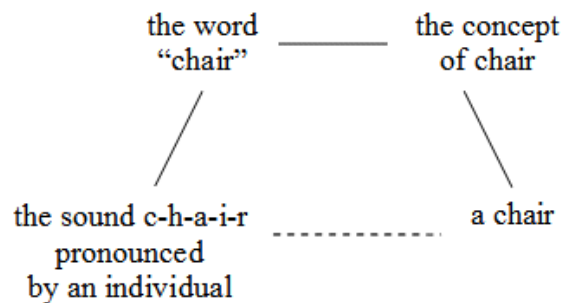 the word
“chair”
the concept
of chair
the sound c-h-a-i-r
pronounced
by an individual
a chair